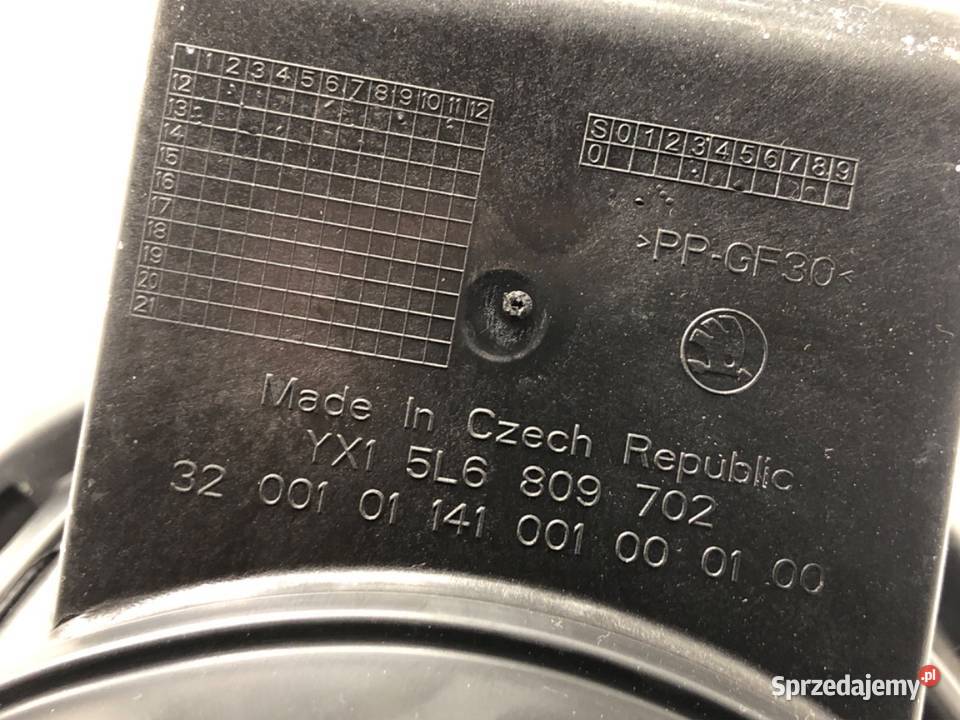 1 2 3 4 5 6 7 8 9 10 11 12
12
13
14
15
16
17
18
19
20
21
S 0 1 2 3 4 5 6 7 8 9
0
>PP-GF30<
Made In Czech Republic
YX1 5L6 809 702
32 001 01 141 001 00 01 00
Sprzedajemy.pl